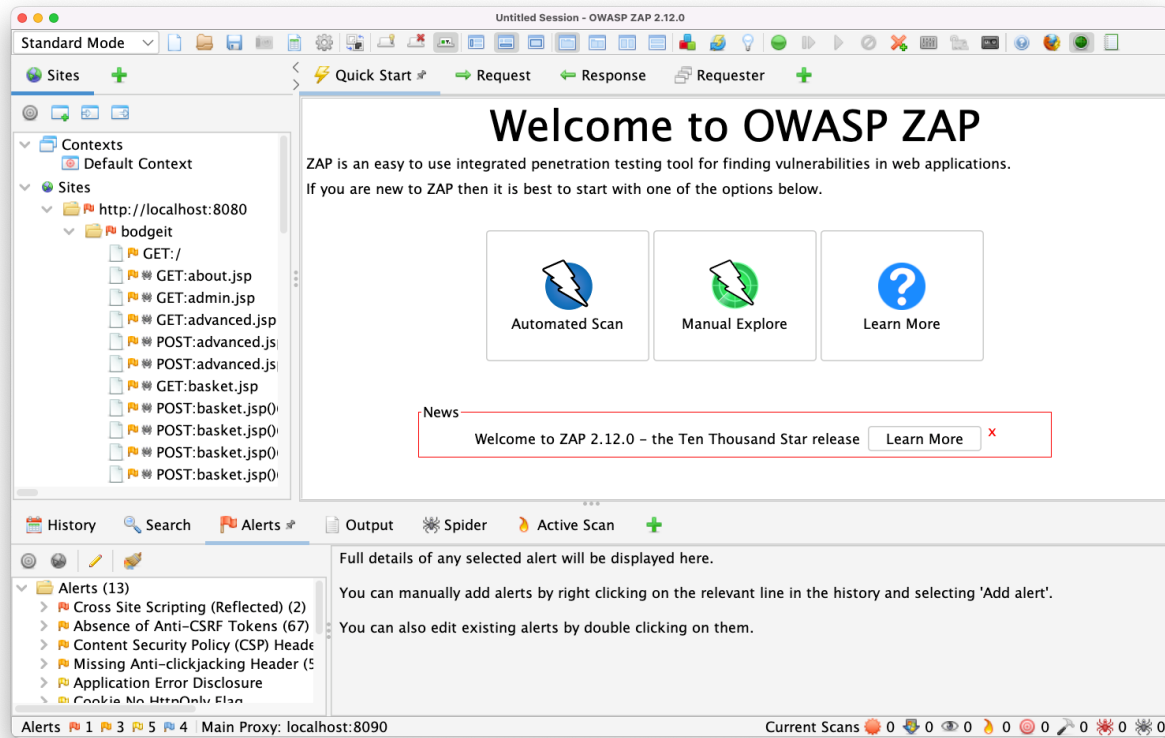 Untitled Session - OWASP ZAP 2.12.0
Standard Mode
Sites
Quick Start
Request
Response
Requester
Contexts
Default Context
Sites
http://localhost:8080
bodgeit
GET:/
GET:about.jsp
GET:admin.jsp
GET:advanced.jsp
POST:advanced.js
POST:advanced.js
GET:basket.jsp
POST:basket.jsp()(
POST:basket.jsp()(
POST:basket.jsp()(
POST:basket.jsp()(
Welcome to OWASP ZAP
ZAP is an easy to use integrated penetration testing tool for finding vulnerabilities in web applications.
If you are new to ZAP then it is best to start with one of the options below.
Automated Scan
Manual Explore
Learn More
News
Welcome to ZAP 2.12.0 – the Ten Thousand Star release
Learn More
x
History
Search
Alerts
Output
Spider
Active Scan
Alerts (13)
Cross Site Scripting (Reflected) (2)
Absence of Anti-CSRF Tokens (67)
Content Security Policy (CSP) Heade
Missing Anti-clickjacking Header (5
Application Error Disclosure
Cookie No HttpOnly Flag
Full details of any selected alert will be displayed here.
You can manually add alerts by right clicking on the relevant line in the history and selecting 'Add alert'.
You can also edit existing alerts by double clicking on them.
Alerts 1 3 5 4 Main Proxy: localhost:8090
Current Scans 0 0 0 0 0 0 0 0